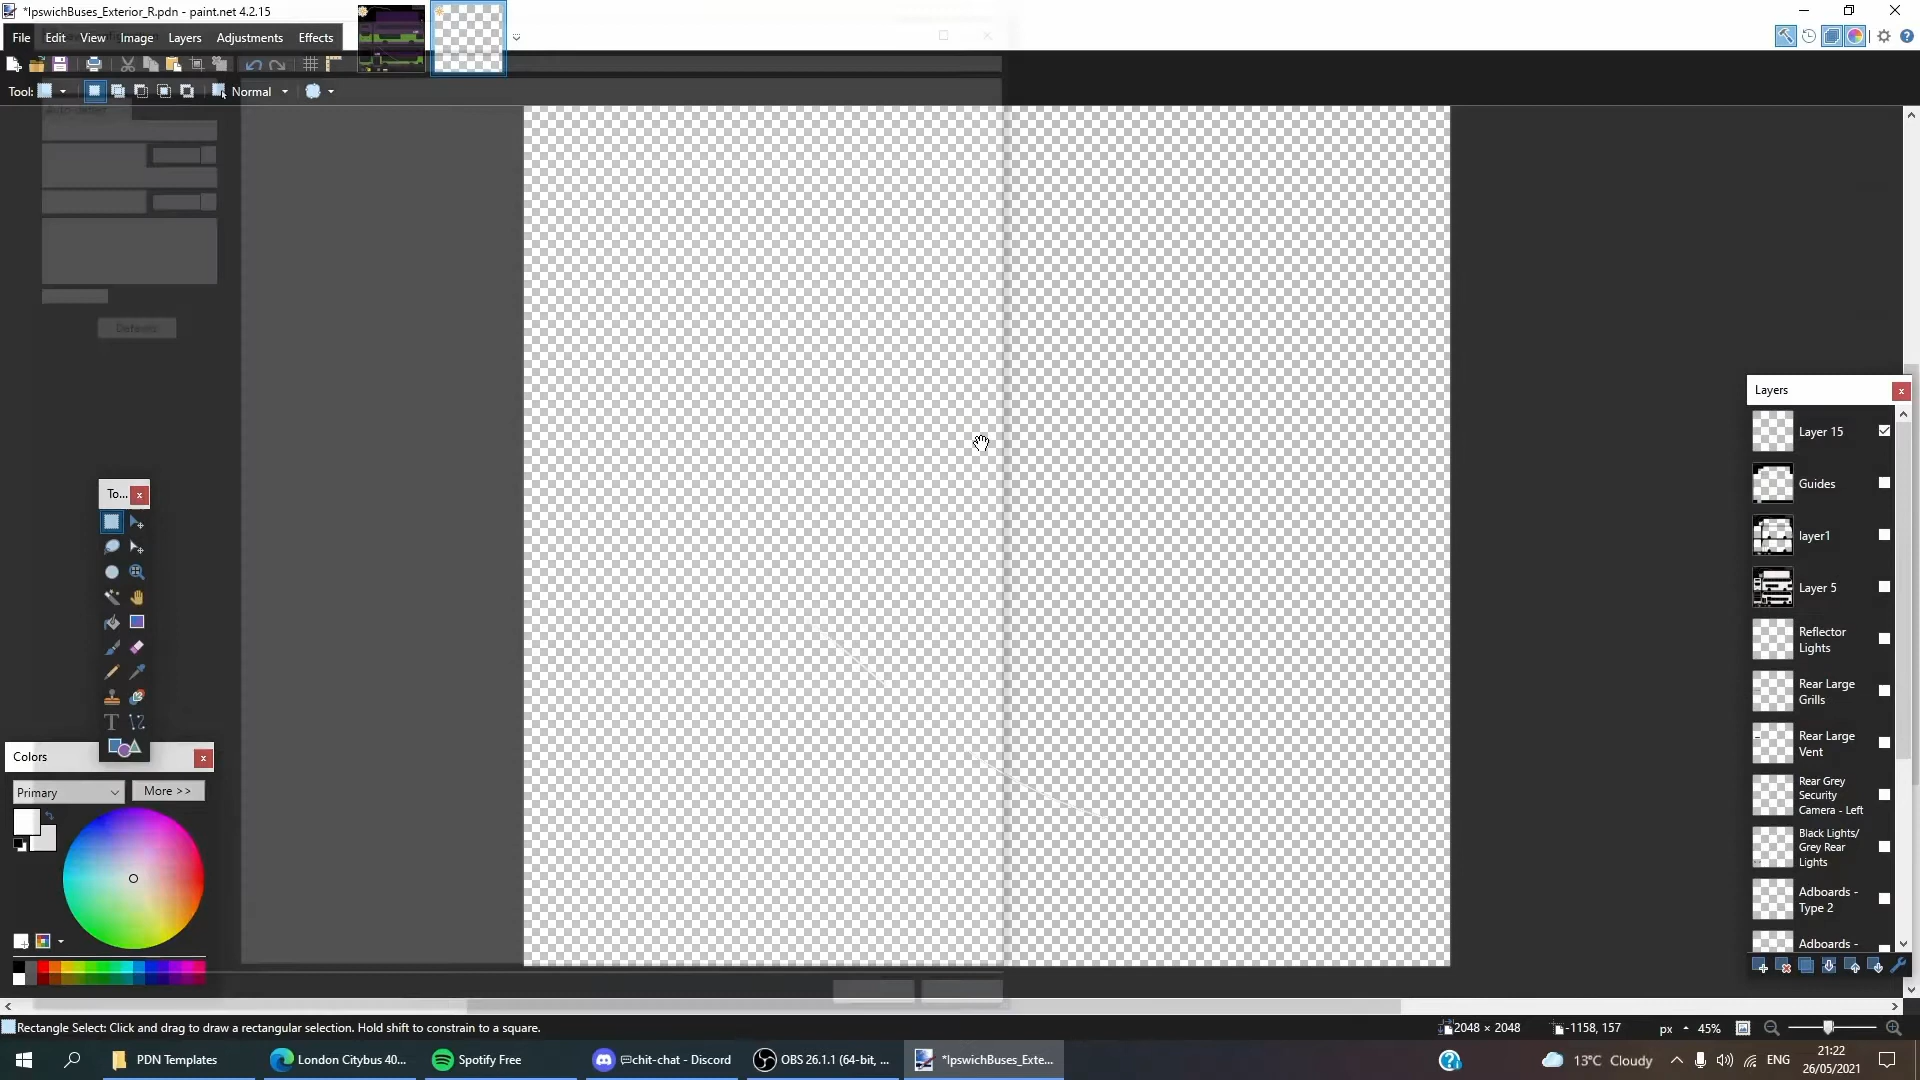 *IpswichBuses_Exterior_R.pdn - paint.net 4.2.15
File Edit View Image Layers Adjustments Effects
Tool: Normal
Defaults
Layers
Layer 15
Guides
layer1
Layer 5
Reflector
Lights
Rear Large
Grills
Rear Large
Vent
Rear Grey
Security
Camera - Left
Black Lights/
Grey Rear
Lights
Adboards -
Type 2
Adboards -
To...
Colors
Primary
More >>
Rectangle Select: Click and drag to draw a rectangular selection. Hold shift to constrain to a square.
2048 × 2048
-1158, 157
px
45%
PDN Templates
London Citybus 40...
Spotify Free
chit-chat - Discord
OBS 26.1.1 (64-bit, ...
*IpswichBuses_Exte...
13°C Cloudy
ENG
21:22
26/05/2021